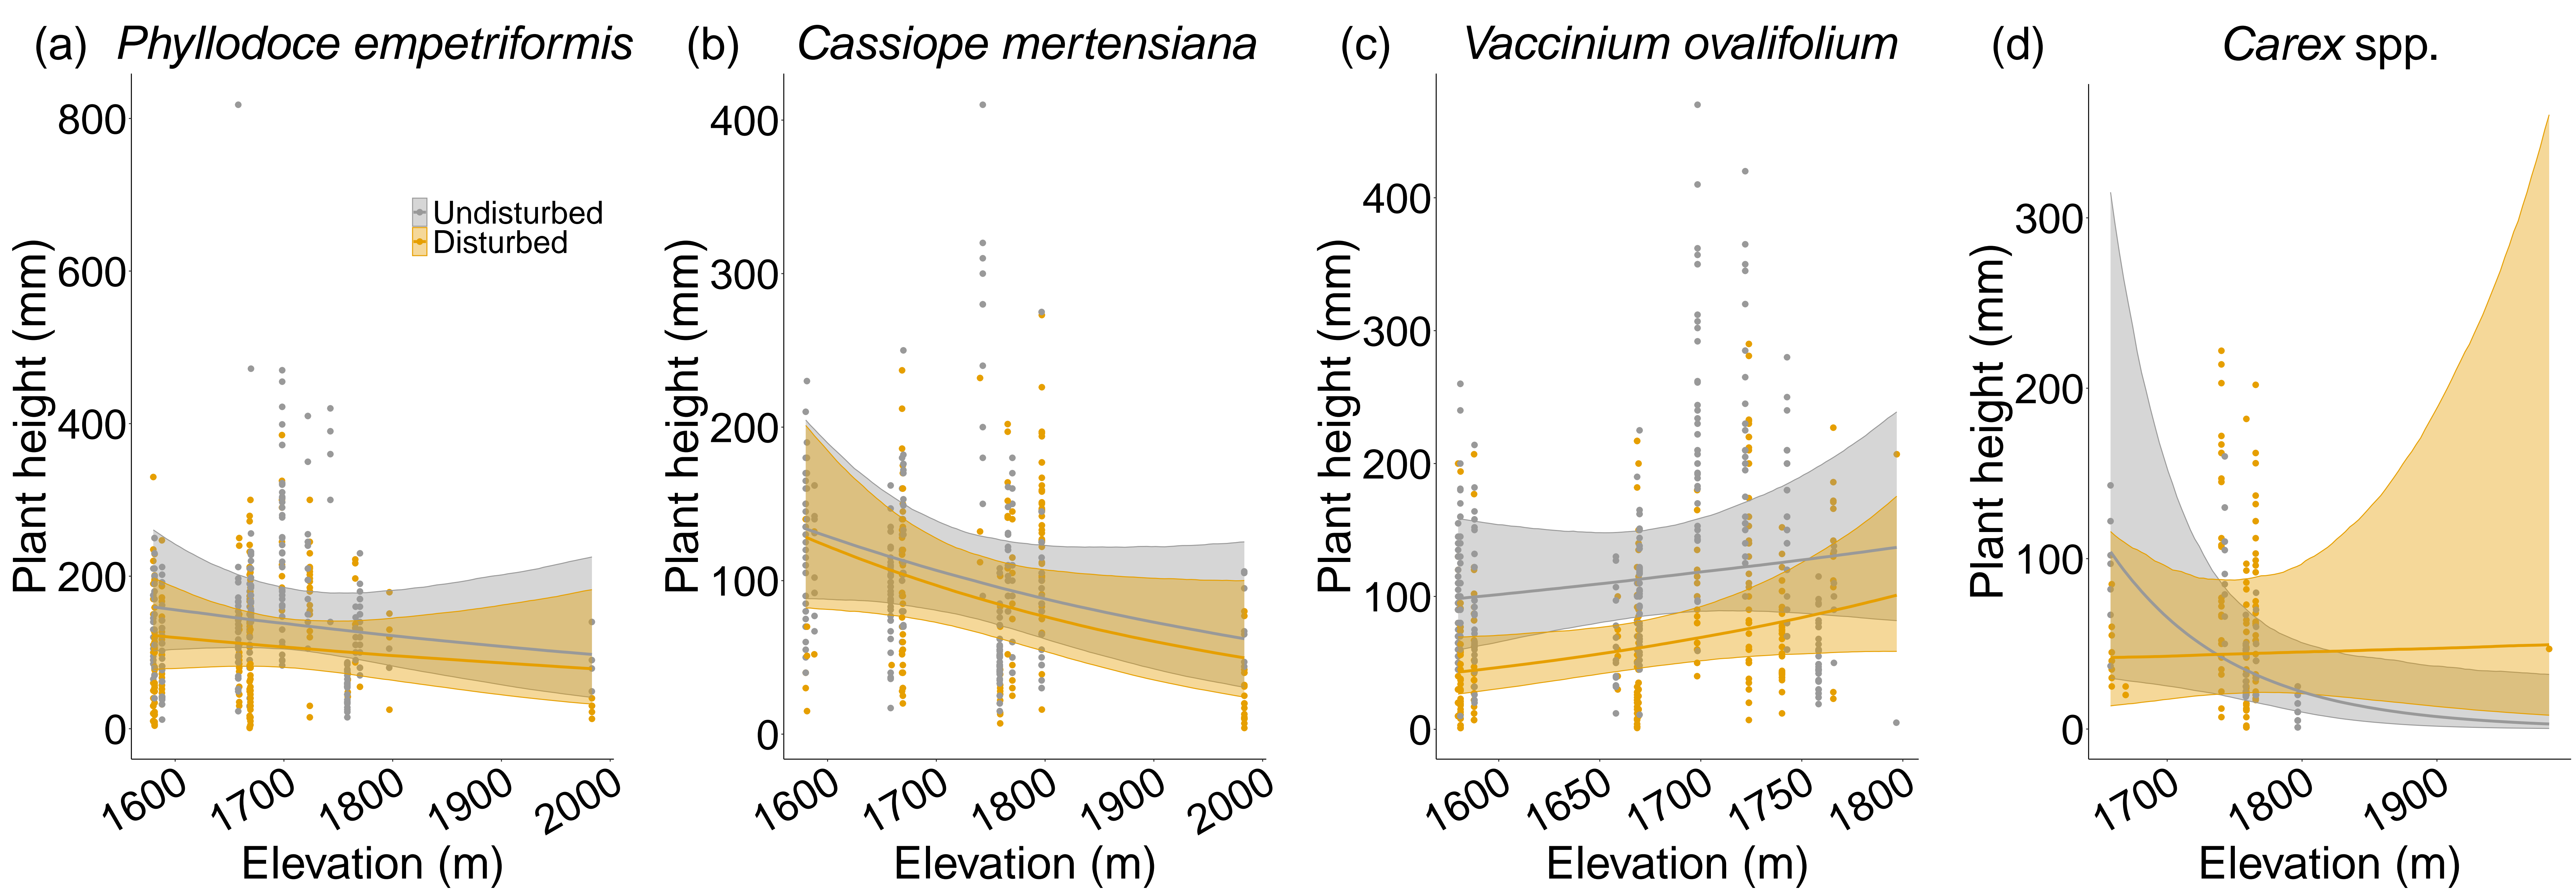 (a) Phyllodoce empetriformis
Plant height (mm)
800
600
400
200
0
Undisturbed
Disturbed
1600 1700 1800 1900 2000
Elevation (m)
(b) Cassiope mertensiana
Plant height (mm)
400
300
200
100
0
1600 1700 1800 1900 2000
Elevation (m)
(c) Vaccinium ovalifolium
Plant height (mm)
400
300
200
100
0
1600 1650 1700 1750 1800
Elevation (m)
(d) Carex spp.
Plant height (mm)
300
200
100
0
1700 1800 1900
Elevation (m)